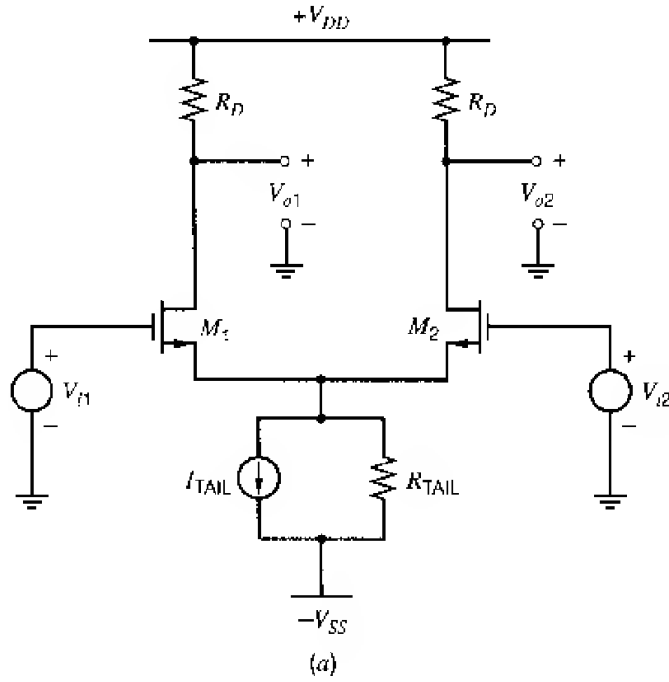 +V_DD
R_D
R_D
+
V_o1
−
+
V_o2
−
M_1
M_2
+
V_i1
−
+
V_i2
−
I_TAIL
R_TAIL
−V_SS
(a)